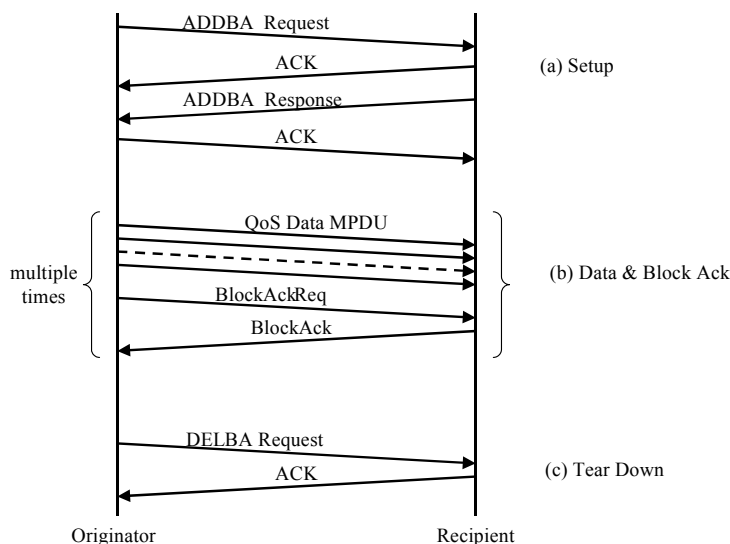 ADDBA Request
ACK
(a) Setup
ADDBA Response
ACK
QoS Data MPDU
multiple
times
(b) Data & Block Ack
BlockAckReq
BlockAck
DELBA Request
ACK
(c) Tear Down
Originator
Recipient